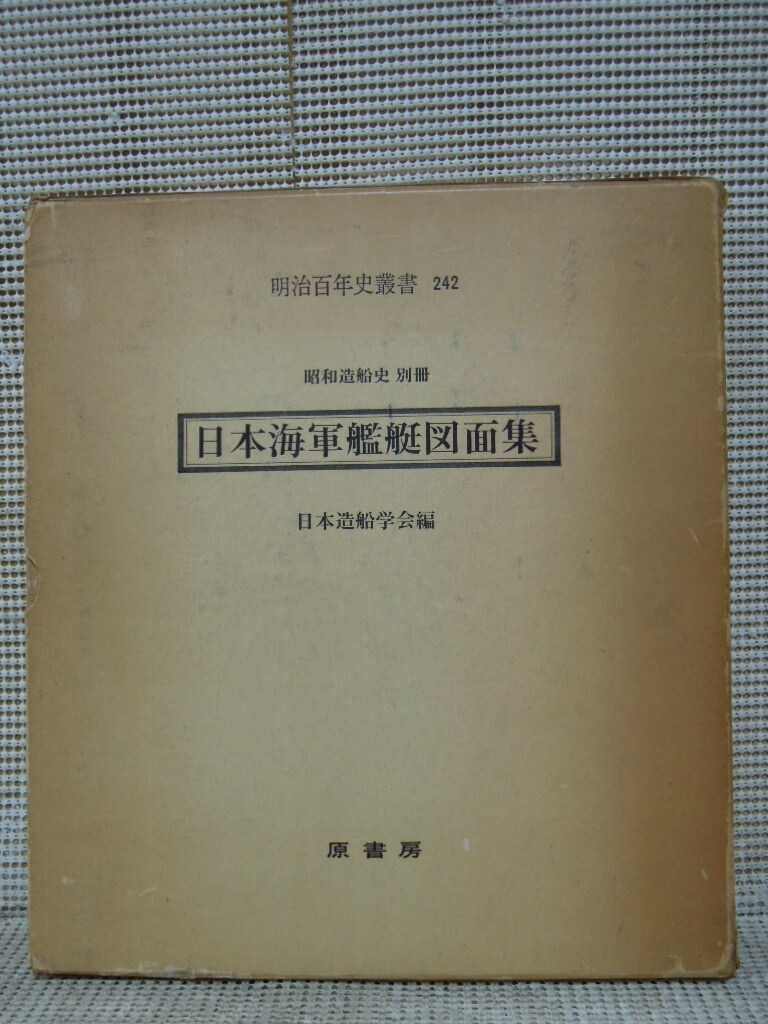 明治百年史叢書 242
昭和造船史 別冊
日本海軍艦艇図面集
日本造船学会編
原書房